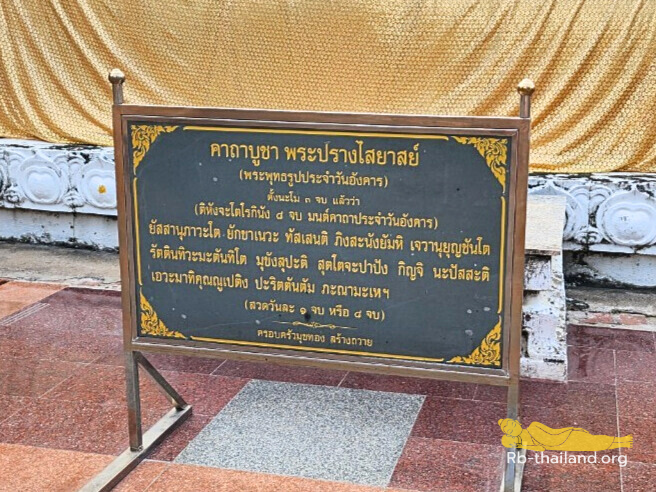 คาถาบูชา พระปรางไสยาสย์
(พระพุทธรูปประจำวันอังคาร)
ตั้งนะโม ๓ จบ แล้วว่า
(ติหังจะโตโรกินัง ๘ จบ มนต์คาถาประจำวันอังคาร)
ยัสสานุภาวะโต ยักขาเนวะ ทัสเสนติ ภิงสะนังยัมหิ เจวานุยุญชันโต
รัตตินทิวะมะตันทิโต มุขังสุปะติ สุตโตจะปาปัง กิญจิ นะปัสสะติ
เอวะมาทิคุณณูเปติง ปะริตตันตัม ภะณามะเหฯ
(สวดวันละ ๑ จบ หรือ ๘ จบ)
ครอบครัวมุขทอง สร้างถวาย
Rb-thailand.org